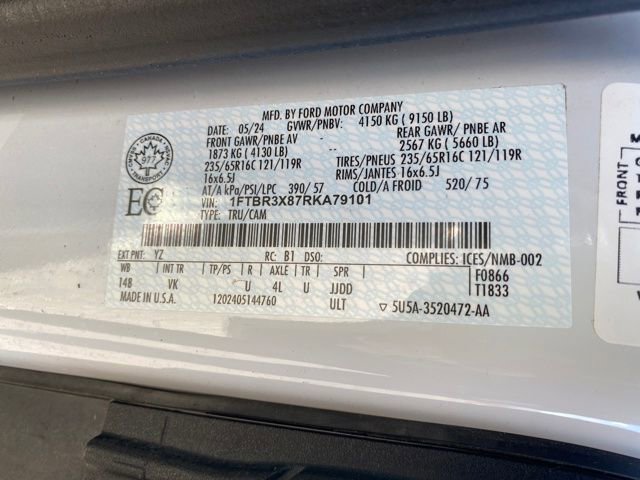 MFD. BY FORD MOTOR COMPANY
DATE: 05/24 GVWR/PNBV: 4150 KG ( 9150 LB)
FRONT GAWR/PNBE AV REAR GAWR/ PNBE AR
1873 KG ( 4130 LB) 2567 KG ( 5660 LB)
235/65R16C 121/119R TIRES/PNEUS 235/65R16C 121/119R
16x6.5J RIMS/JANTES 16x6.5J
AT/A kPa/PSI/LPC 390/ 57 COLD/A FROID 520/ 75
VIN: 1FTBR3X87RKA79101
TYPE: TRU/CAM
CANADA
977
TRANSPORT
EC
EXT PNT: YZ RC: B1 DSO: COMPLIES: ICES/NMB-002
WB INT TR TP/PS R AXLE TR SPR F0866
148 VK U 4L U JJDD T1833
MADE IN U.S.A. 1202405144760 ULT ▽ 5U5A-3520472-AA
FRONT